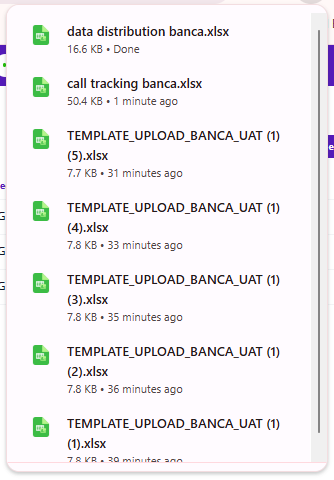 data distribution banca.xlsx
16.6 KB • Done
call tracking banca.xlsx
50.4 KB • 1 minute ago
TEMPLATE_UPLOAD_BANCA_UAT (1)
(5).xlsx
7.7 KB • 31 minutes ago
TEMPLATE_UPLOAD_BANCA_UAT (1)
(4).xlsx
7.8 KB • 33 minutes ago
TEMPLATE_UPLOAD_BANCA_UAT (1)
(3).xlsx
7.8 KB • 35 minutes ago
TEMPLATE_UPLOAD_BANCA_UAT (1)
(2).xlsx
7.8 KB • 36 minutes ago
TEMPLATE_UPLOAD_BANCA_UAT (1)
(1).xlsx
7.8 KB • 39 minutes ago